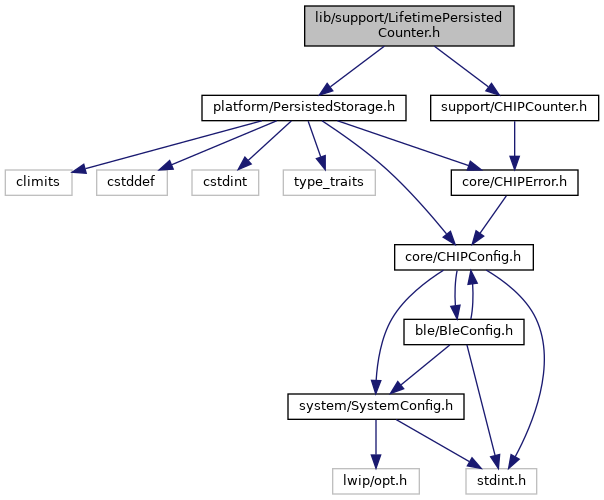 lib/support/LifetimePersisted
Counter.h
platform/PersistedStorage.h
support/CHIPCounter.h
climits
cstddef
cstdint
type_traits
core/CHIPError.h
core/CHIPConfig.h
ble/BleConfig.h
system/SystemConfig.h
lwip/opt.h
stdint.h